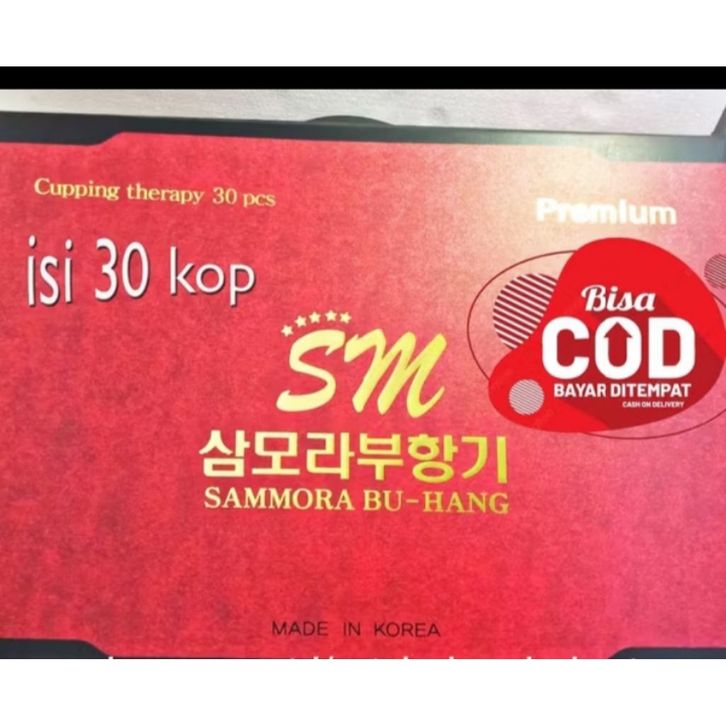 Cupping therapy 30 pcs
Premium
isi 30 kop
Bisa
COD
BAYAR DITEMPAT
CASH ON DELIVERY
SM
삼모라부항기
SAMMORA BU-HANG
MADE IN KOREA